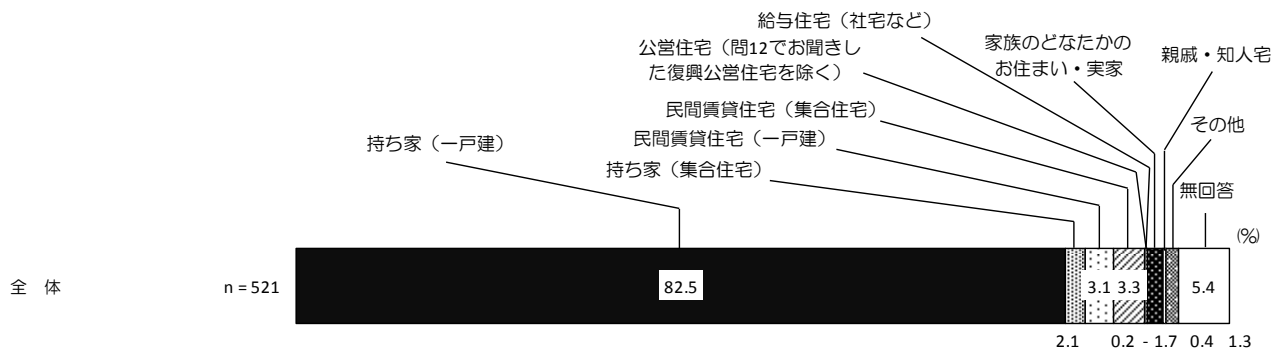 給与住宅（社宅など）
公営住宅（問12でお聞きし
た復興公営住宅を除く）
家族のどなたかの
お住まい・実家
親戚・知人宅
民間賃貸住宅（集合住宅）
その他
持ち家（一戸建）
民間賃貸住宅（一戸建）
持ち家（集合住宅）
無回答
(%)
全　体 n = 521 82.5 3.1 3.3 5.4
2.1 0.2 - 1.7 0.4 1.3